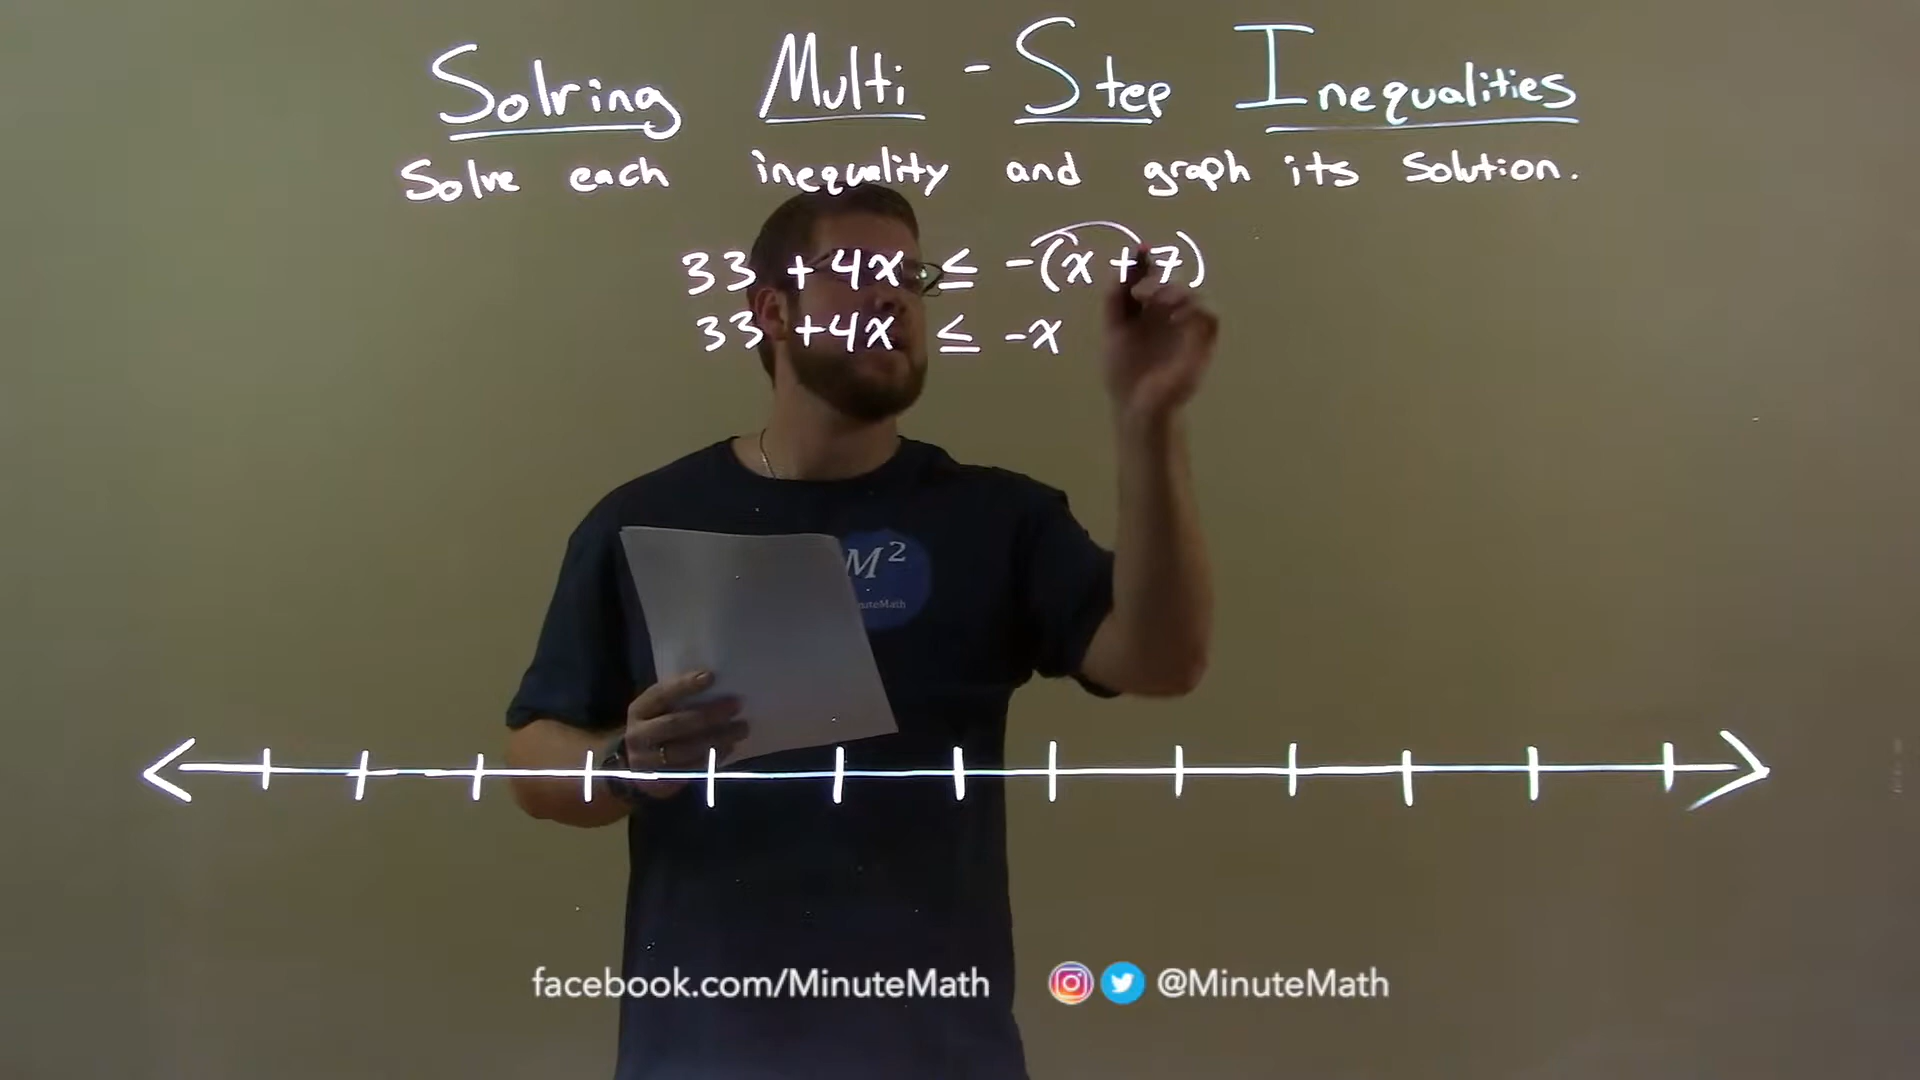 Solving Multi-Step Inequalities
Solve each inequality and graph its solution.
33 + 4x ≤ -(x+7)
33 + 4x ≤ -x
M²
facebook.com/MinuteMath @MinuteMath